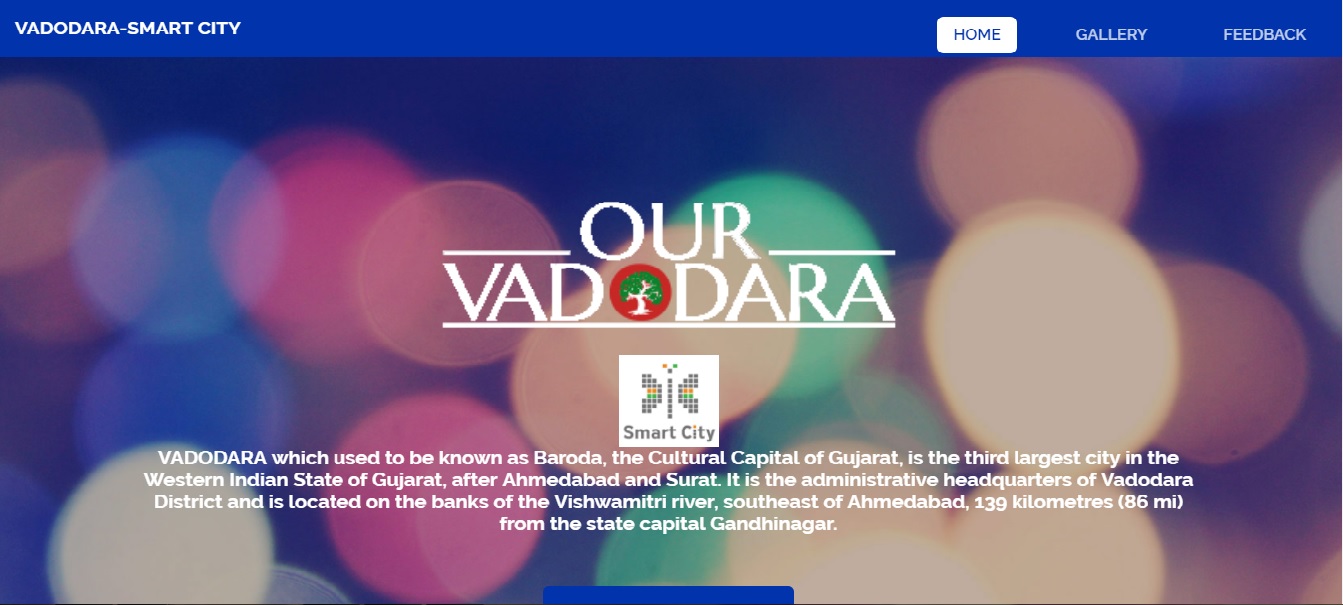 VADODARA-SMART CITY
HOME
GALLERY
FEEDBACK
OUR
VADODARA
Smart City
VADODARA which used to be known as Baroda, the Cultural Capital of Gujarat, is the third largest city in the
Western Indian State of Gujarat, after Ahmedabad and Surat. It is the administrative headquarters of Vadodara
District and is located on the banks of the Vishwamitri river, southeast of Ahmedabad, 139 kilometres (86 mi)
from the state capital Gandhinagar.